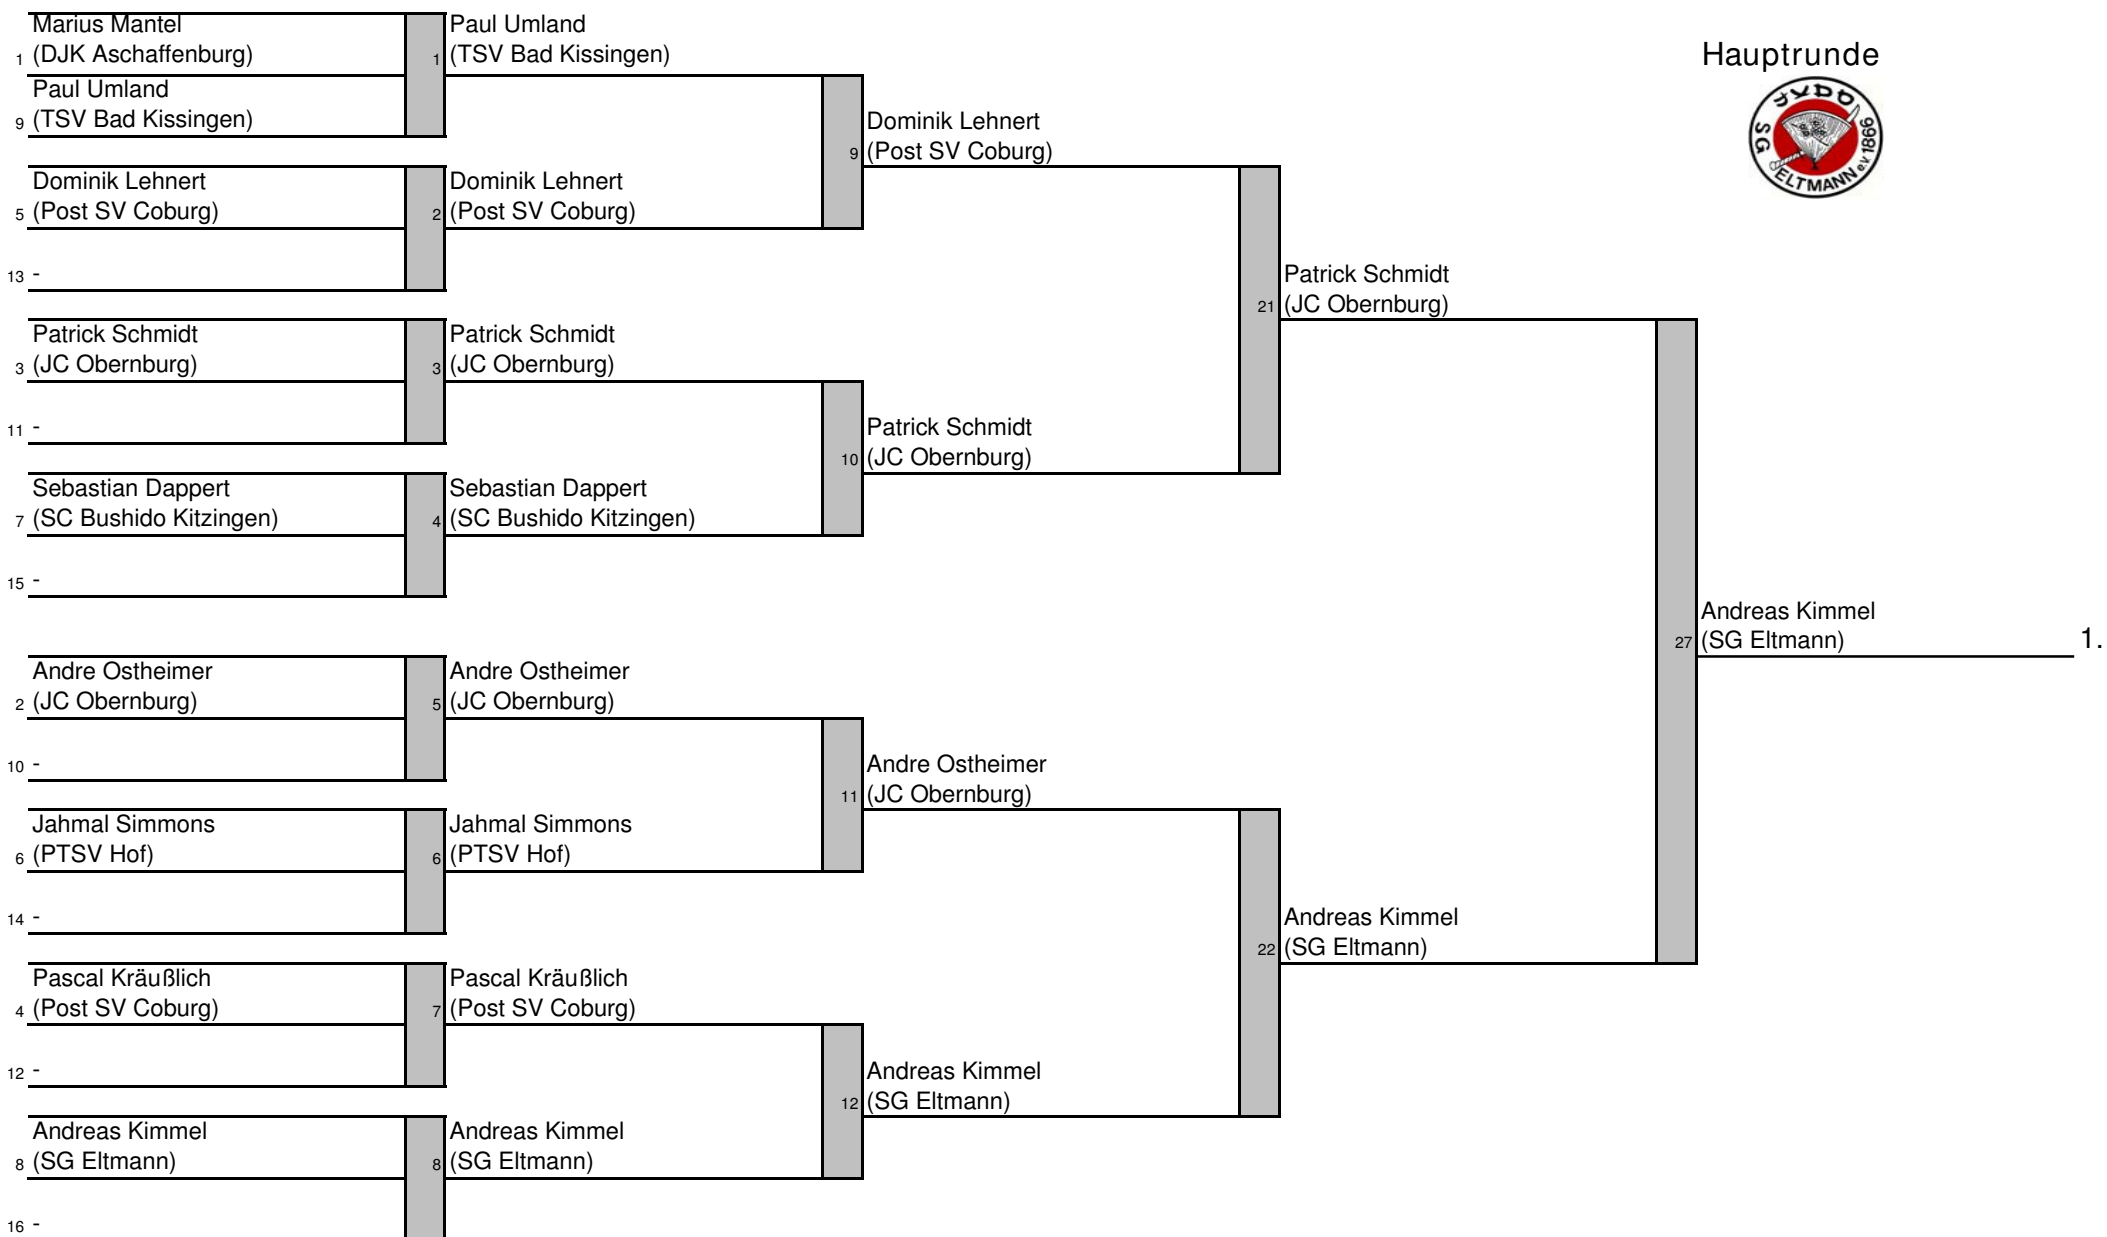 Hauptrunde
JUDO
SG ELTMANN e.V. 1866
Marius Mantel
1 (DJK Aschaffenburg)
Paul Umland
9 (TSV Bad Kissingen)
Dominik Lehnert
5 (Post SV Coburg)
13 -
Patrick Schmidt
3 (JC Obernburg)
11 -
Sebastian Dappert
7 (SC Bushido Kitzingen)
15 -
Andre Ostheimer
2 (JC Obernburg)
10 -
Jahmal Simmons
6 (PTSV Hof)
14 -
Pascal Kräußlich
4 (Post SV Coburg)
12 -
Andreas Kimmel
8 (SG Eltmann)
16 -
Paul Umland
1 (TSV Bad Kissingen)
Dominik Lehnert
2 (Post SV Coburg)
Patrick Schmidt
3 (JC Obernburg)
Sebastian Dappert
4 (SC Bushido Kitzingen)
Andre Ostheimer
5 (JC Obernburg)
Jahmal Simmons
6 (PTSV Hof)
Pascal Kräußlich
7 (Post SV Coburg)
Andreas Kimmel
8 (SG Eltmann)
Dominik Lehnert
9 (Post SV Coburg)
Patrick Schmidt
10 (JC Obernburg)
Andre Ostheimer
11 (JC Obernburg)
Andreas Kimmel
12 (SG Eltmann)
Patrick Schmidt
21 (JC Obernburg)
Andreas Kimmel
22 (SG Eltmann)
Andreas Kimmel
27 (SG Eltmann) 1.